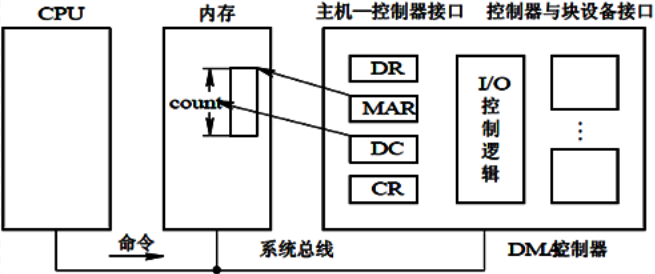 CPU
内存
主机—控制器接口
控制器与块设备接口
DR
MAR
DC
CR
count
I/O
控
制
逻
辑
⋯
命令
系统总线
DMA控制器